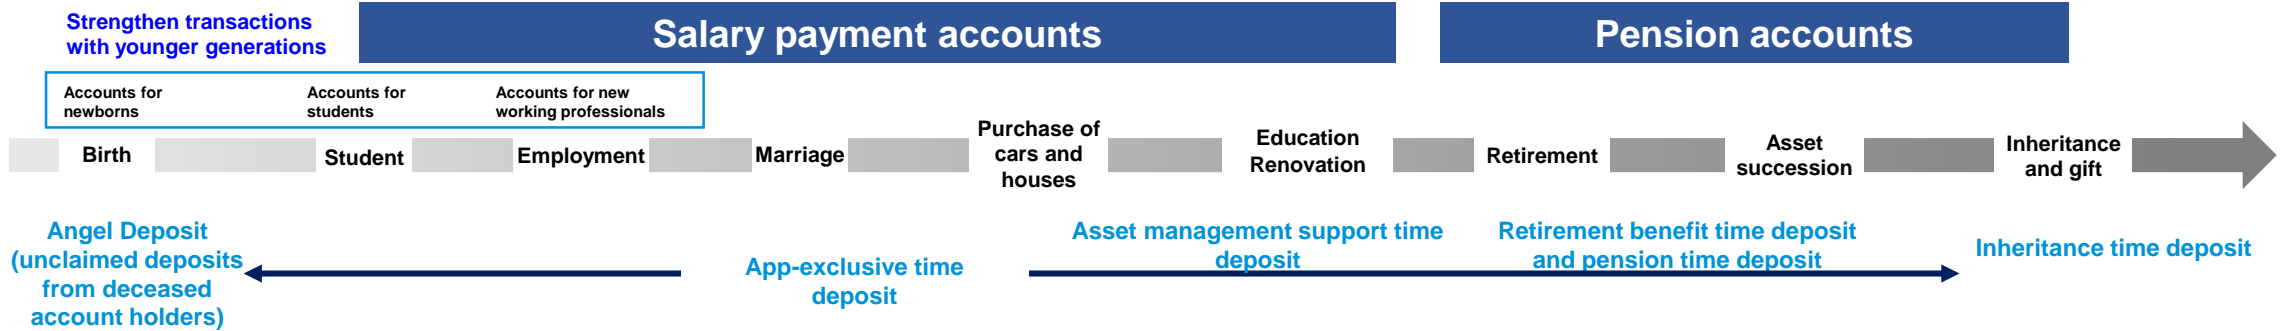 Strengthen transactions
with younger generations
Salary payment accounts
Pension accounts
Accounts for
newborns
Accounts for
students
Accounts for new
working professionals
Birth
Student
Employment
Marriage
Purchase of
cars and
houses
Education
Renovation
Retirement
Asset
succession
Inheritance
and gift
Angel Deposit
(unclaimed deposits
from deceased
account holders)
App-exclusive time
deposit
Asset management support time
deposit
Retirement benefit time deposit
and pension time deposit
Inheritance time deposit